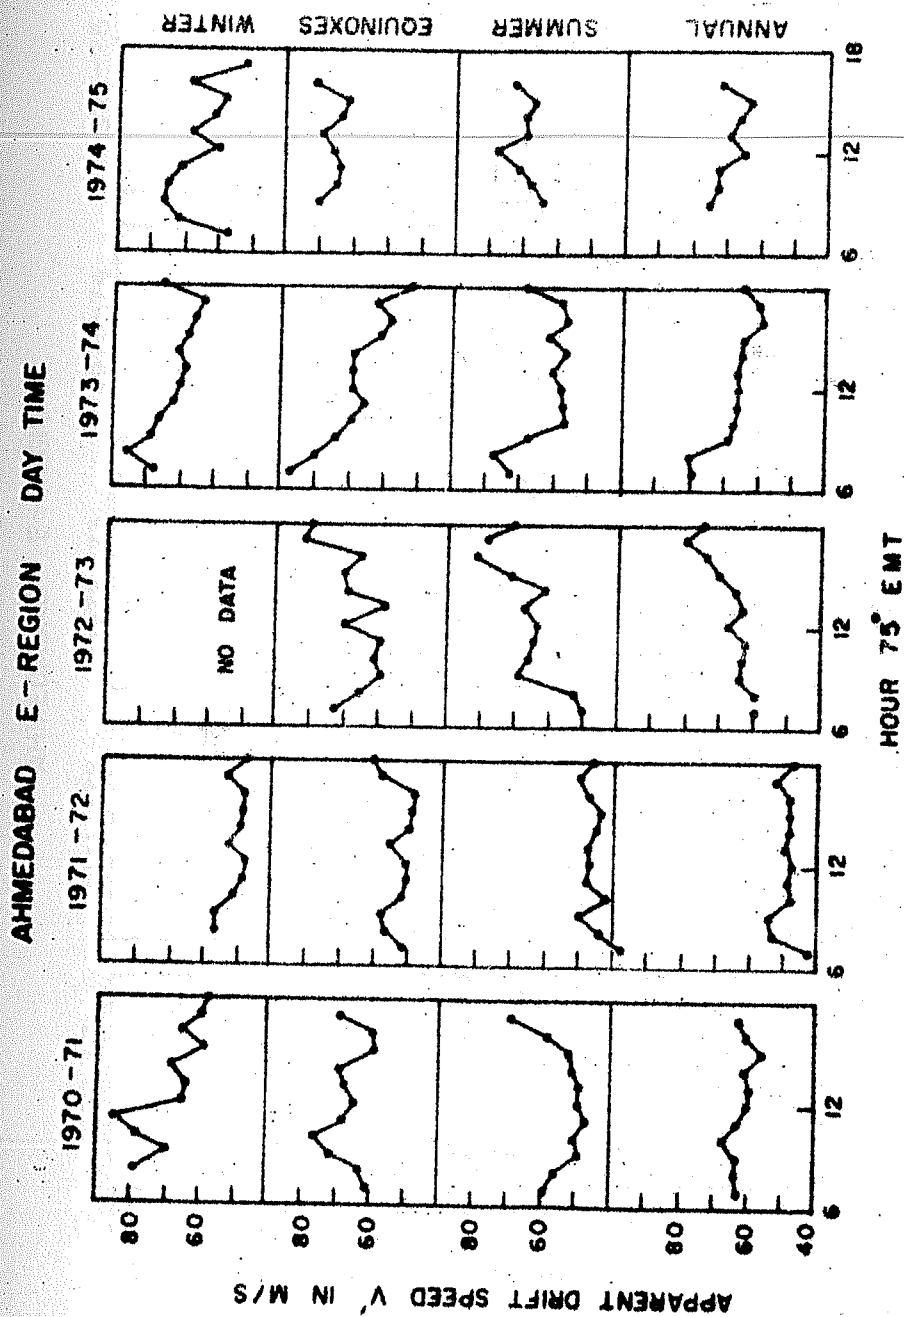 AHMEDABAD E-REGION DAY TIME
1970-71 1971-72 1972-73 1973-74 1974-75
WINTER
EQUINOXES
SUMMER
ANNUAL
NO DATA
APPARENT DRIFT SPEED V' IN M/S
80
60
80
60
80
60
80
60
40
6 12 6 12 6 12 6 12 6 12 18
HOUR 75° EMT